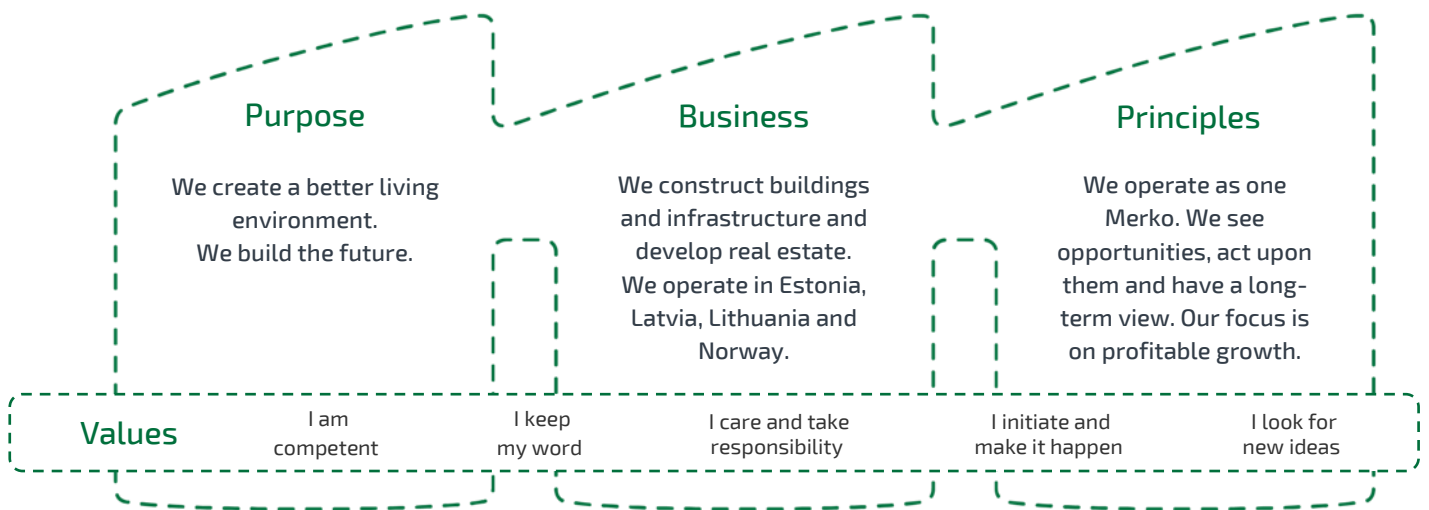 Purpose
We create a better living
environment.
We build the future.
Business
We construct buildings
and infrastructure and
develop real estate.
We operate in Estonia,
Latvia, Lithuania and
Norway.
Principles
We operate as one
Merko. We see
opportunities, act upon
them and have a long-
term view. Our focus is
on profitable growth.
Values
I am
competent
I keep
my word
I care and take
responsibility
I initiate and
make it happen
I look for
new ideas